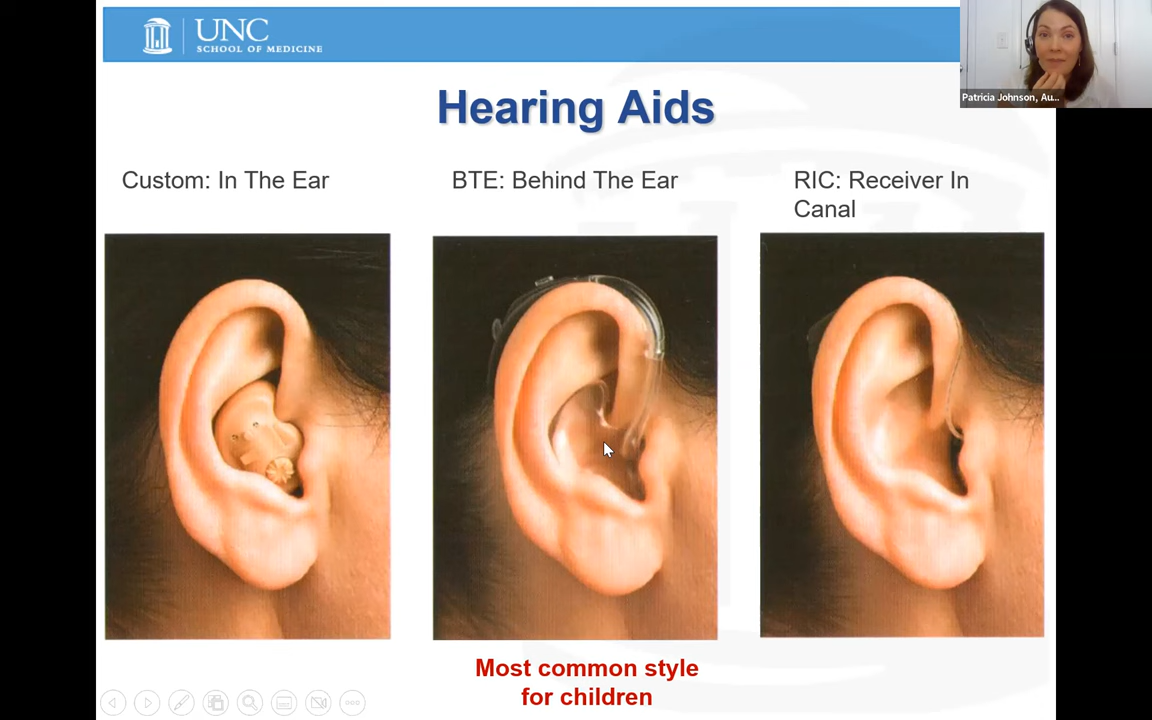 UNC
SCHOOL OF MEDICINE
Patricia Johnson, Au...
Hearing Aids
Custom: In The Ear
BTE: Behind The Ear
RIC: Receiver In
Canal
Most common style
for children